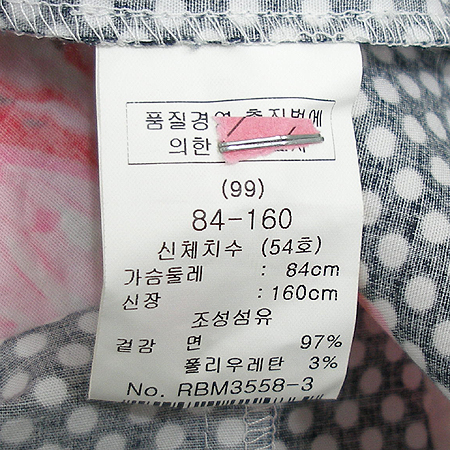 품질경영 촉진법에
의한
(99)
84-160
신체치수 (54호)
가슴둘레 : 84cm
신장 : 160cm
조성섬유
겉감 면 97%
폴리우레탄 3%
No. RBM3558-3